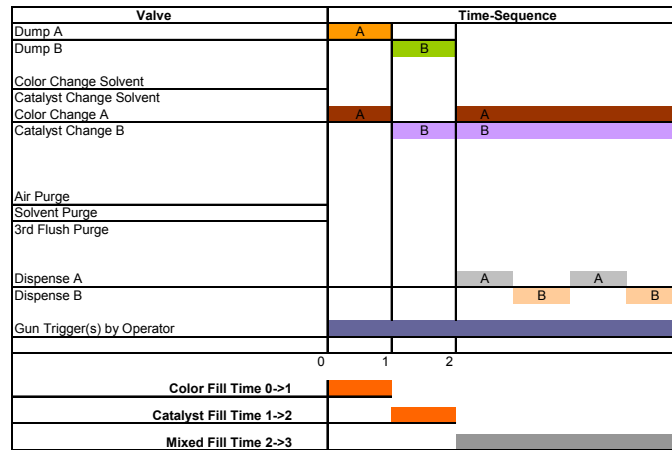 Valve Time-Sequence
Dump A A
Dump B B
Color Change Solvent
Catalyst Change Solvent
Color Change A A A
Catalyst Change B B B
Air Purge
Solvent Purge
3rd Flush Purge
Dispense A A A
Dispense B B B
Gun Trigger(s) by Operator
0 1 2
Color Fill Time 0->1
Catalyst Fill Time 1->2
Mixed Fill Time 2->3